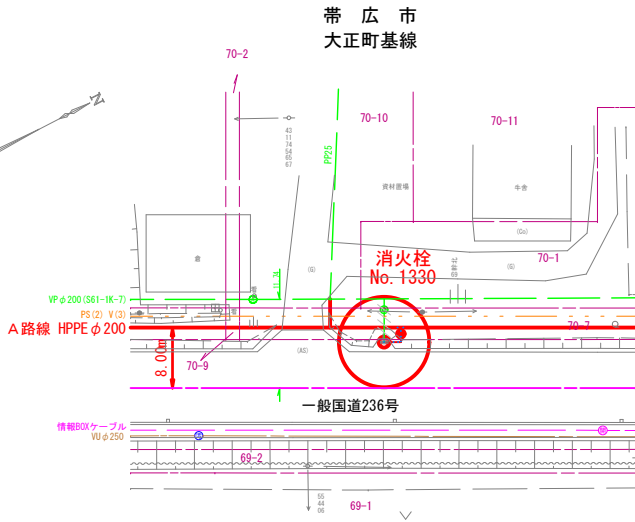 帯広市
大正町基線
70-2
N
70-10
70-11
43
11
74
54
65
67
PP25
資材置場
牛舎
(Co)
倉
消火栓
No.1330
70-1
(G)
(G)
11.74
VPφ200(S61-1K-7)
PS(2) V(3)
A路線 HPPEφ200
70-7
8.00m
70-9
(AS)
一般国道236号
情報BOXケーブル
VUφ250
69-2
55
44
06
69-1